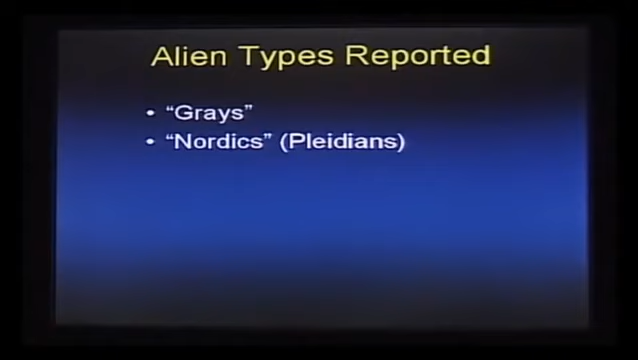 Alien Types Reported
• “Grays”
• “Nordics” (Pleidians)